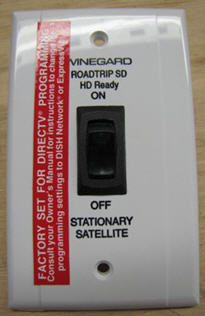 VINEGARD
ROADTRIP SD
HD Ready
ON
OFF
STATIONARY
SATELLITE
FACTORY SET FOR DIRECTV® PROGRAMMING
Consult your Owner's Manual for instructions to change
programming settings to DISH Network® or ExpressVu